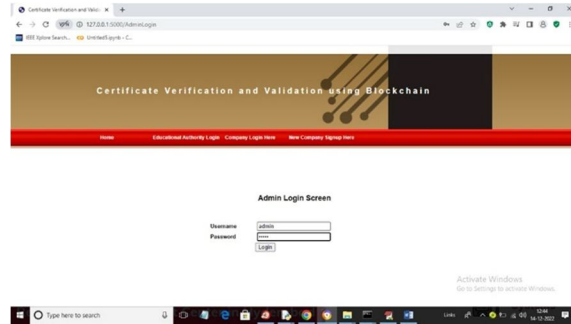 Certificate Verification and Valida
127.0.0.1:5000/AdminLogin
IEEE Xplore Search...
Untitled5.ipynb - C...
Certificate Verification and Validation using Blockchain
Home Educational Authority Login Company Login Here New Company Signup Here
Admin Login Screen
Username admin
Password •••••
Login
Activate Windows
Go to Settings to activate Windows.
Type here to search
Links
12:44
14-12-2022